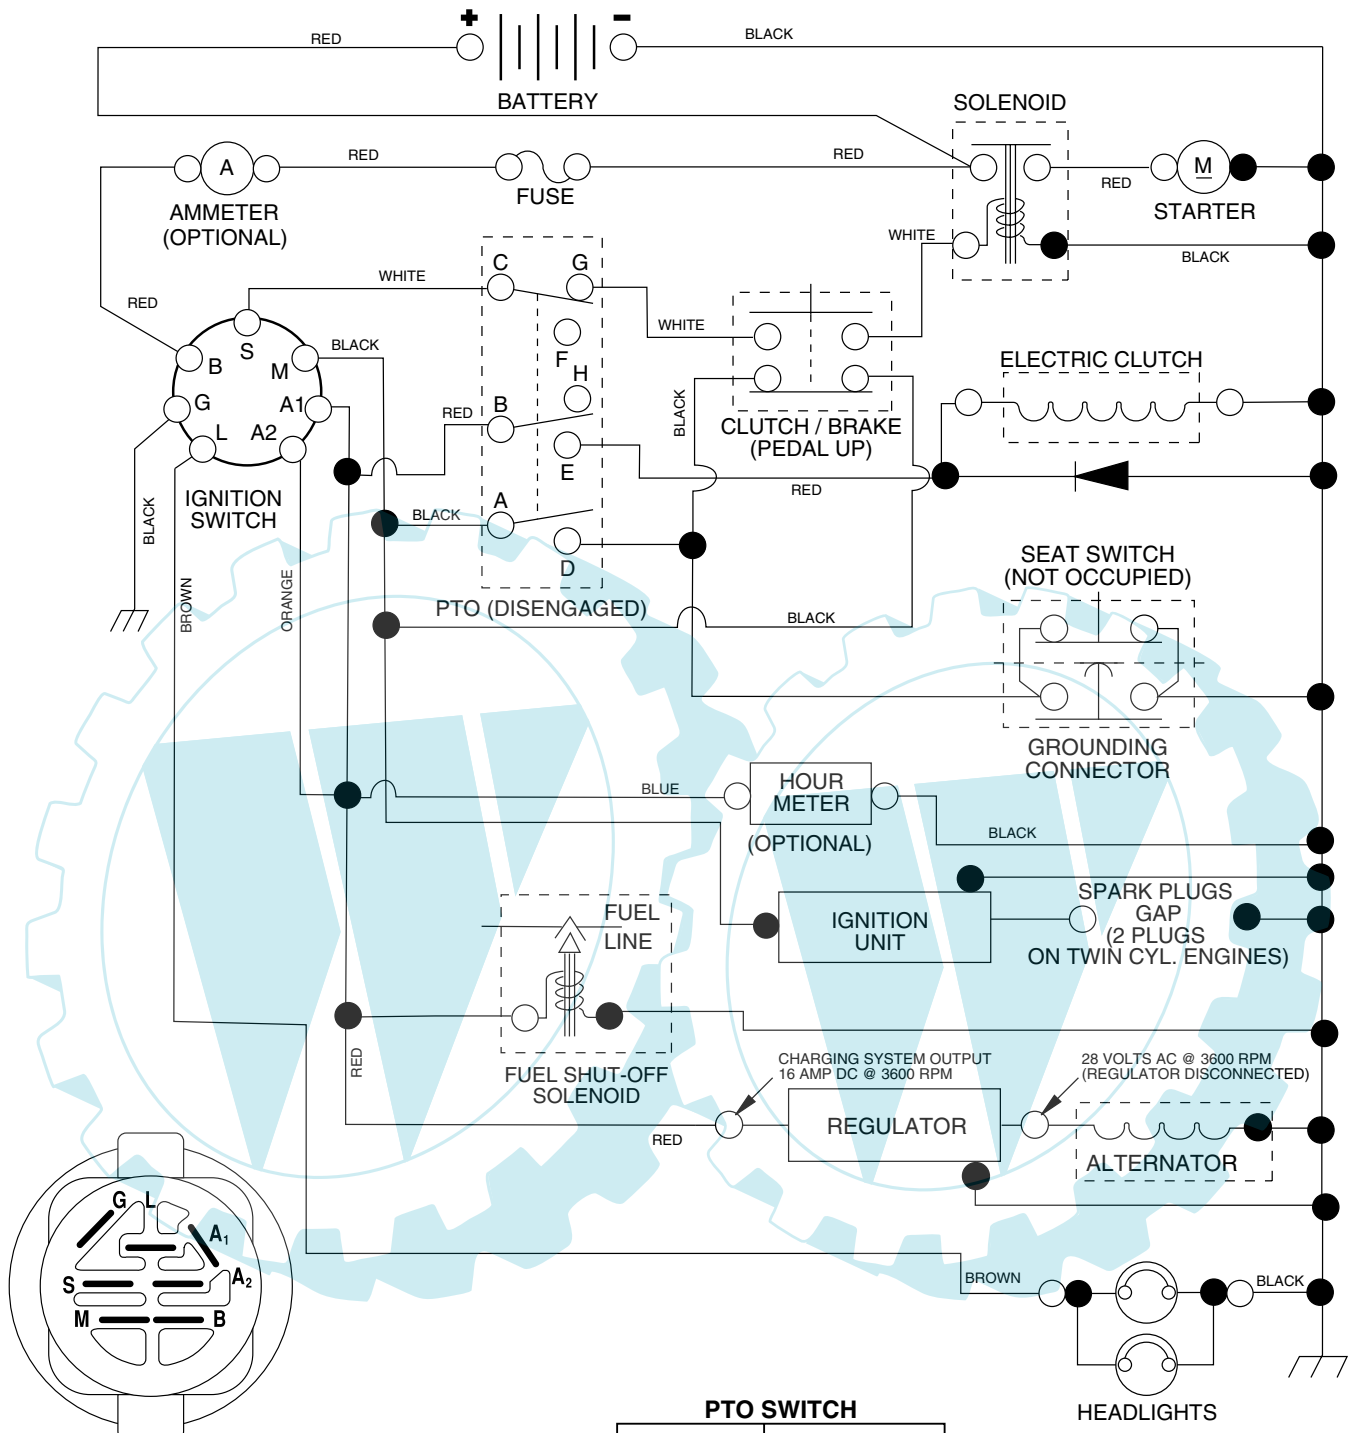 + -
RED
BLACK
BATTERY
SOLENOID
A
RED
FUSE
RED
RED
M
STARTER
AMMETER
(OPTIONAL)
WHITE
BLACK
RED
WHITE
C G
F
H
B
E
A
D
WHITE
S
B
M
G
A1
L
A2
BLACK
RED
BLACK
CLUTCH / BRAKE
(PEDAL UP)
ELECTRIC CLUTCH
RED
IGNITION
SWITCH
BLACK
BLACK
BROWN
ORANGE
PTO (DISENGAGED)
BLACK
SEAT SWITCH
(NOT OCCUPIED)
GROUNDING
CONNECTOR
BLUE
HOUR
METER
(OPTIONAL)
BLACK
FUEL
LINE
IGNITION
UNIT
SPARK PLUGS
GAP
(2 PLUGS
ON TWIN CYL. ENGINES)
RED
FUEL SHUT-OFF
SOLENOID
CHARGING SYSTEM OUTPUT
16 AMP DC @ 3600 RPM
28 VOLTS AC @ 3600 RPM
(REGULATOR DISCONNECTED)
RED
REGULATOR
ALTERNATOR
G L
A1
S
A2
M
B
BROWN
BLACK
HEADLIGHTS
PTO SWITCH